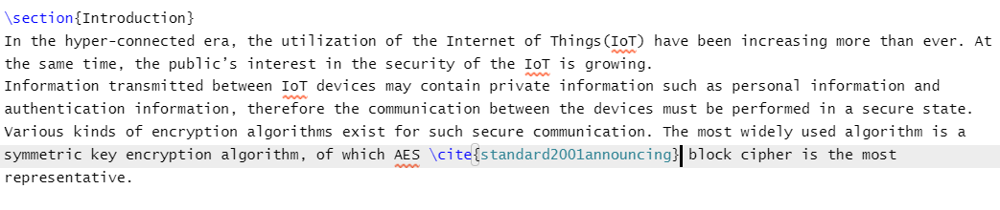 \section{Introduction}
In the hyper-connected era, the utilization of the Internet of Things(IoT) have been increasing more than ever. At
the same time, the public’s interest in the security of the IoT is growing.
Information transmitted between IoT devices may contain private information such as personal information and
authentication information, therefore the communication between the devices must be performed in a secure state.
Various kinds of encryption algorithms exist for such secure communication. The most widely used algorithm is a
symmetric key encryption algorithm, of which AES \cite{standard2001announcing} block cipher is the most
representative.